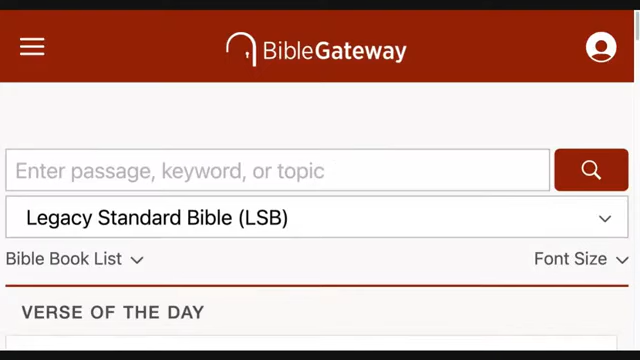 BibleGateway
Enter passage, keyword, or topic
Legacy Standard Bible (LSB)
Bible Book List Font Size
VERSE OF THE DAY